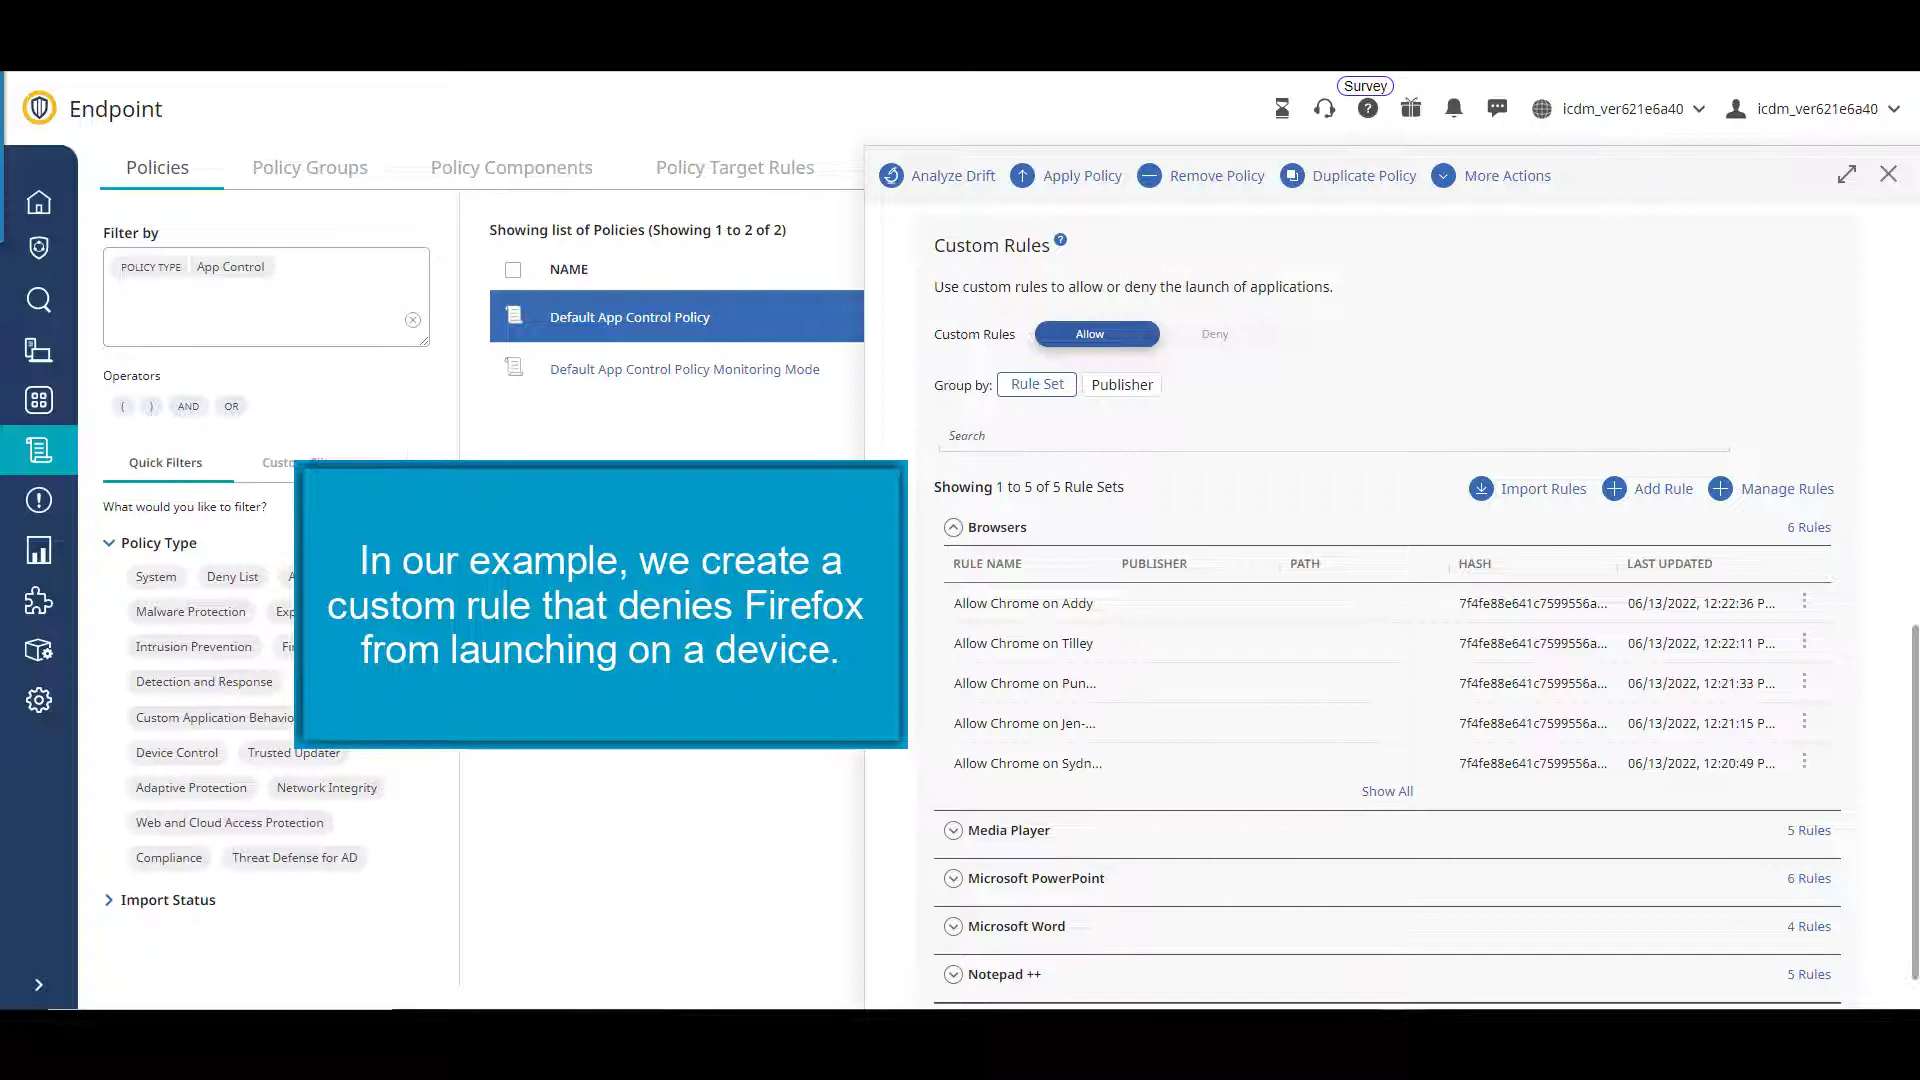 Survey
Endpoint
icdm_ver621e6a40
icdm_ver621e6a40
Policies
Policy Groups
Policy Components
Policy Target Rules
Analyze Drift
Apply Policy
Remove Policy
Duplicate Policy
More Actions
Filter by
POLICY TYPE App Control
Operators
(
)
AND
OR
Quick Filters
What would you like to filter?
Policy Type
System
Deny List
Malware Protection
Intrusion Prevention
Detection and Response
Custom Application Behavio
Device Control
Trusted Updater
Adaptive Protection
Network Integrity
Web and Cloud Access Protection
Compliance
Threat Defense for AD
Import Status
Showing list of Policies (Showing 1 to 2 of 2)
NAME
Default App Control Policy
Default App Control Policy Monitoring Mode
In our example, we create a
custom rule that denies Firefox
from launching on a device.
Custom Rules ?
Use custom rules to allow or deny the launch of applications.
Custom Rules
Allow
Deny
Group by:
Rule Set
Publisher
Search
Showing 1 to 5 of 5 Rule Sets
Import Rules
Add Rule
Manage Rules
Browsers
6 Rules
RULE NAME
PUBLISHER
PATH
HASH
LAST UPDATED
Allow Chrome on Addy
7f4fe88e641c7599556a...
06/13/2022, 12:22:36 P...
Allow Chrome on Tilley
7f4fe88e641c7599556a...
06/13/2022, 12:22:11 P...
Allow Chrome on Pun...
7f4fe88e641c7599556a...
06/13/2022, 12:21:33 P...
Allow Chrome on Jen-...
7f4fe88e641c7599556a...
06/13/2022, 12:21:15 P...
Allow Chrome on Sydn...
7f4fe88e641c7599556a...
06/13/2022, 12:20:49 P...
Show All
Media Player
5 Rules
Microsoft PowerPoint
6 Rules
Microsoft Word
4 Rules
Notepad ++
5 Rules